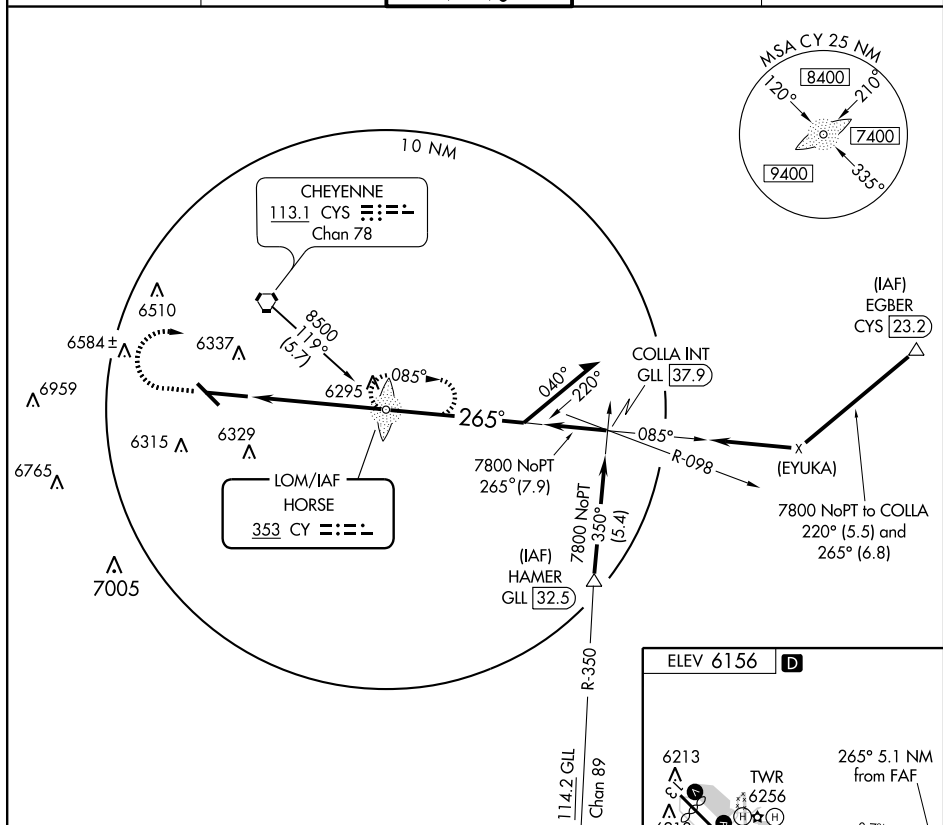 MSA CY 25 NM
8400
120°
210°
7400
9400
335°
10 NM
CHEYENNE
113.1 CYS
Chan 78
(IAF)
EGBER
CYS 23.2
6510
8500
119°
(5.7)
6584 ±
6337
COLLA INT
GLL 37.9
040°
220°
6959
6295
085°
265°
085°
R-098
(EYUKA)
6315
6329
6765
7800 NoPT
265° (7.9)
7800 NoPT
350°
(5.4)
7800 NoPT to COLLA
220° (5.5) and
265° (6.8)
LOM/IAF
HORSE
353 CY
7005
(IAF)
HAMER
GLL 32.5
R-350
114.2 GLL
Chan 89
ELEV 6156 D
6213
TWR
6256
265° 5.1 NM
from FAF
13
A
H H